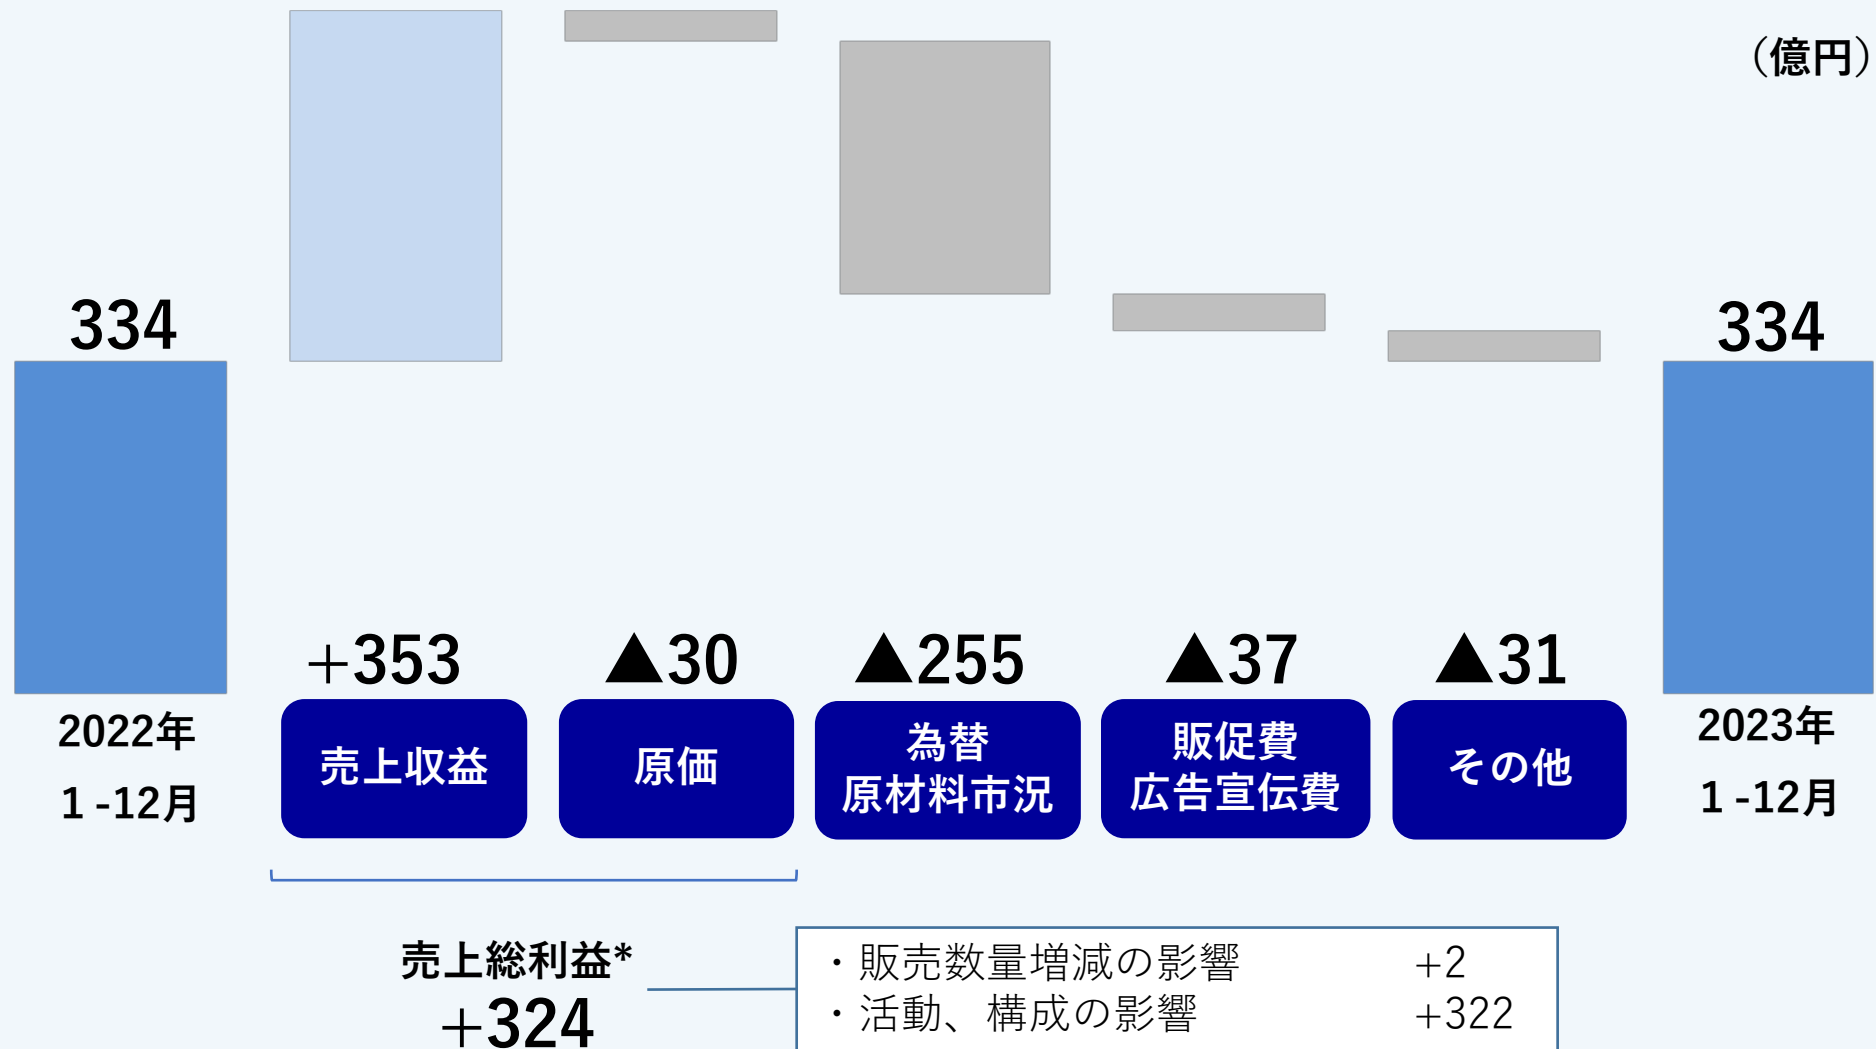 （億円）
334
334
+353
▲30
▲255
▲37
▲31
2022年
1 -12月
売上収益
原価
為替
原材料市況
販促費
広告宣伝費
その他
2023年
1 -12月
売上総利益*
+324
・販売数量増減の影響 +2
・活動、構成の影響 +322